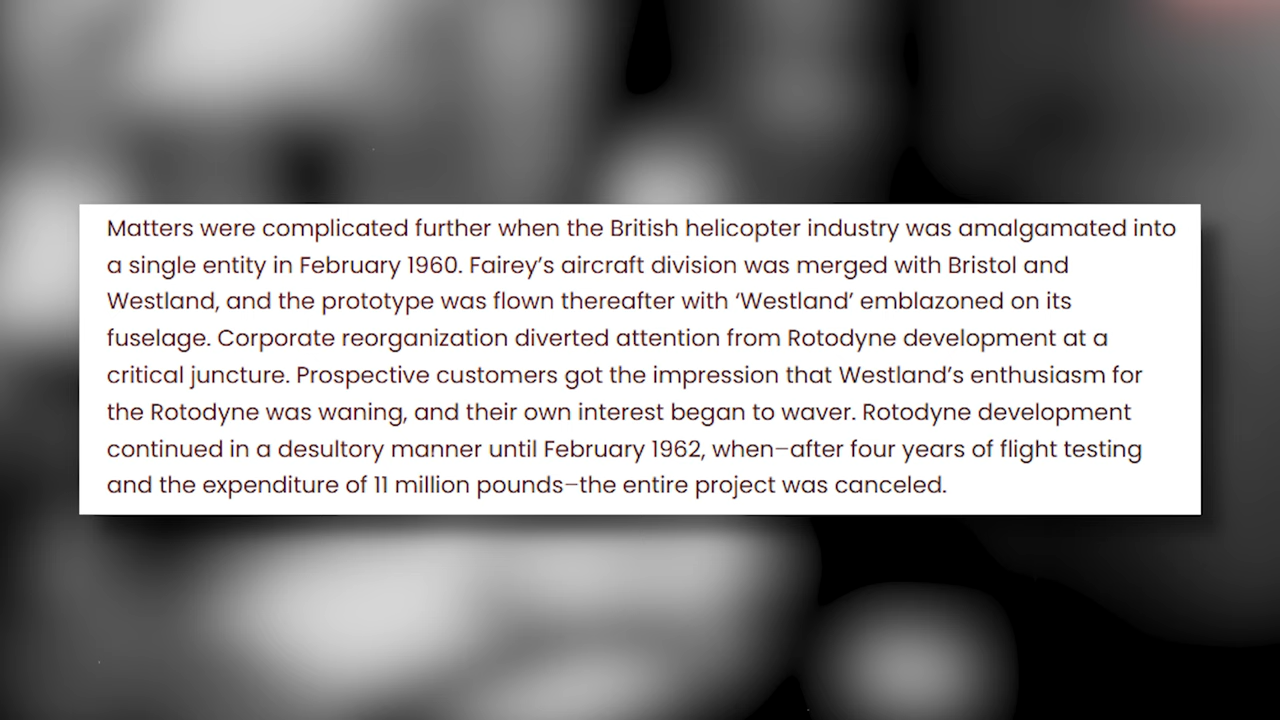 Matters were complicated further when the British helicopter industry was amalgamated into
a single entity in February 1960. Fairey’s aircraft division was merged with Bristol and
Westland, and the prototype was flown thereafter with ‘Westland’ emblazoned on its
fuselage. Corporate reorganization diverted attention from Rotodyne development at a
critical juncture. Prospective customers got the impression that Westland’s enthusiasm for
the Rotodyne was waning, and their own interest began to waver. Rotodyne development
continued in a desultory manner until February 1962, when–after four years of flight testing
and the expenditure of 11 million pounds–the entire project was canceled.